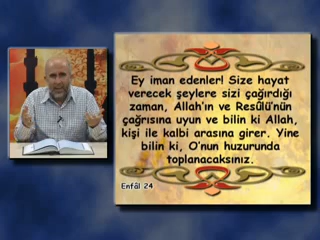 Ey iman edenler! Size hayat
verecek şeylere sizi çağırdığı
zaman, Allah'ın ve Resûlü'nün
çağrısına uyun ve bilin ki Allah,
kişi ile kalbi arasına girer. Yine
bilin ki, O'nun huzurunda
toplanacaksınız.
Enfâl 24